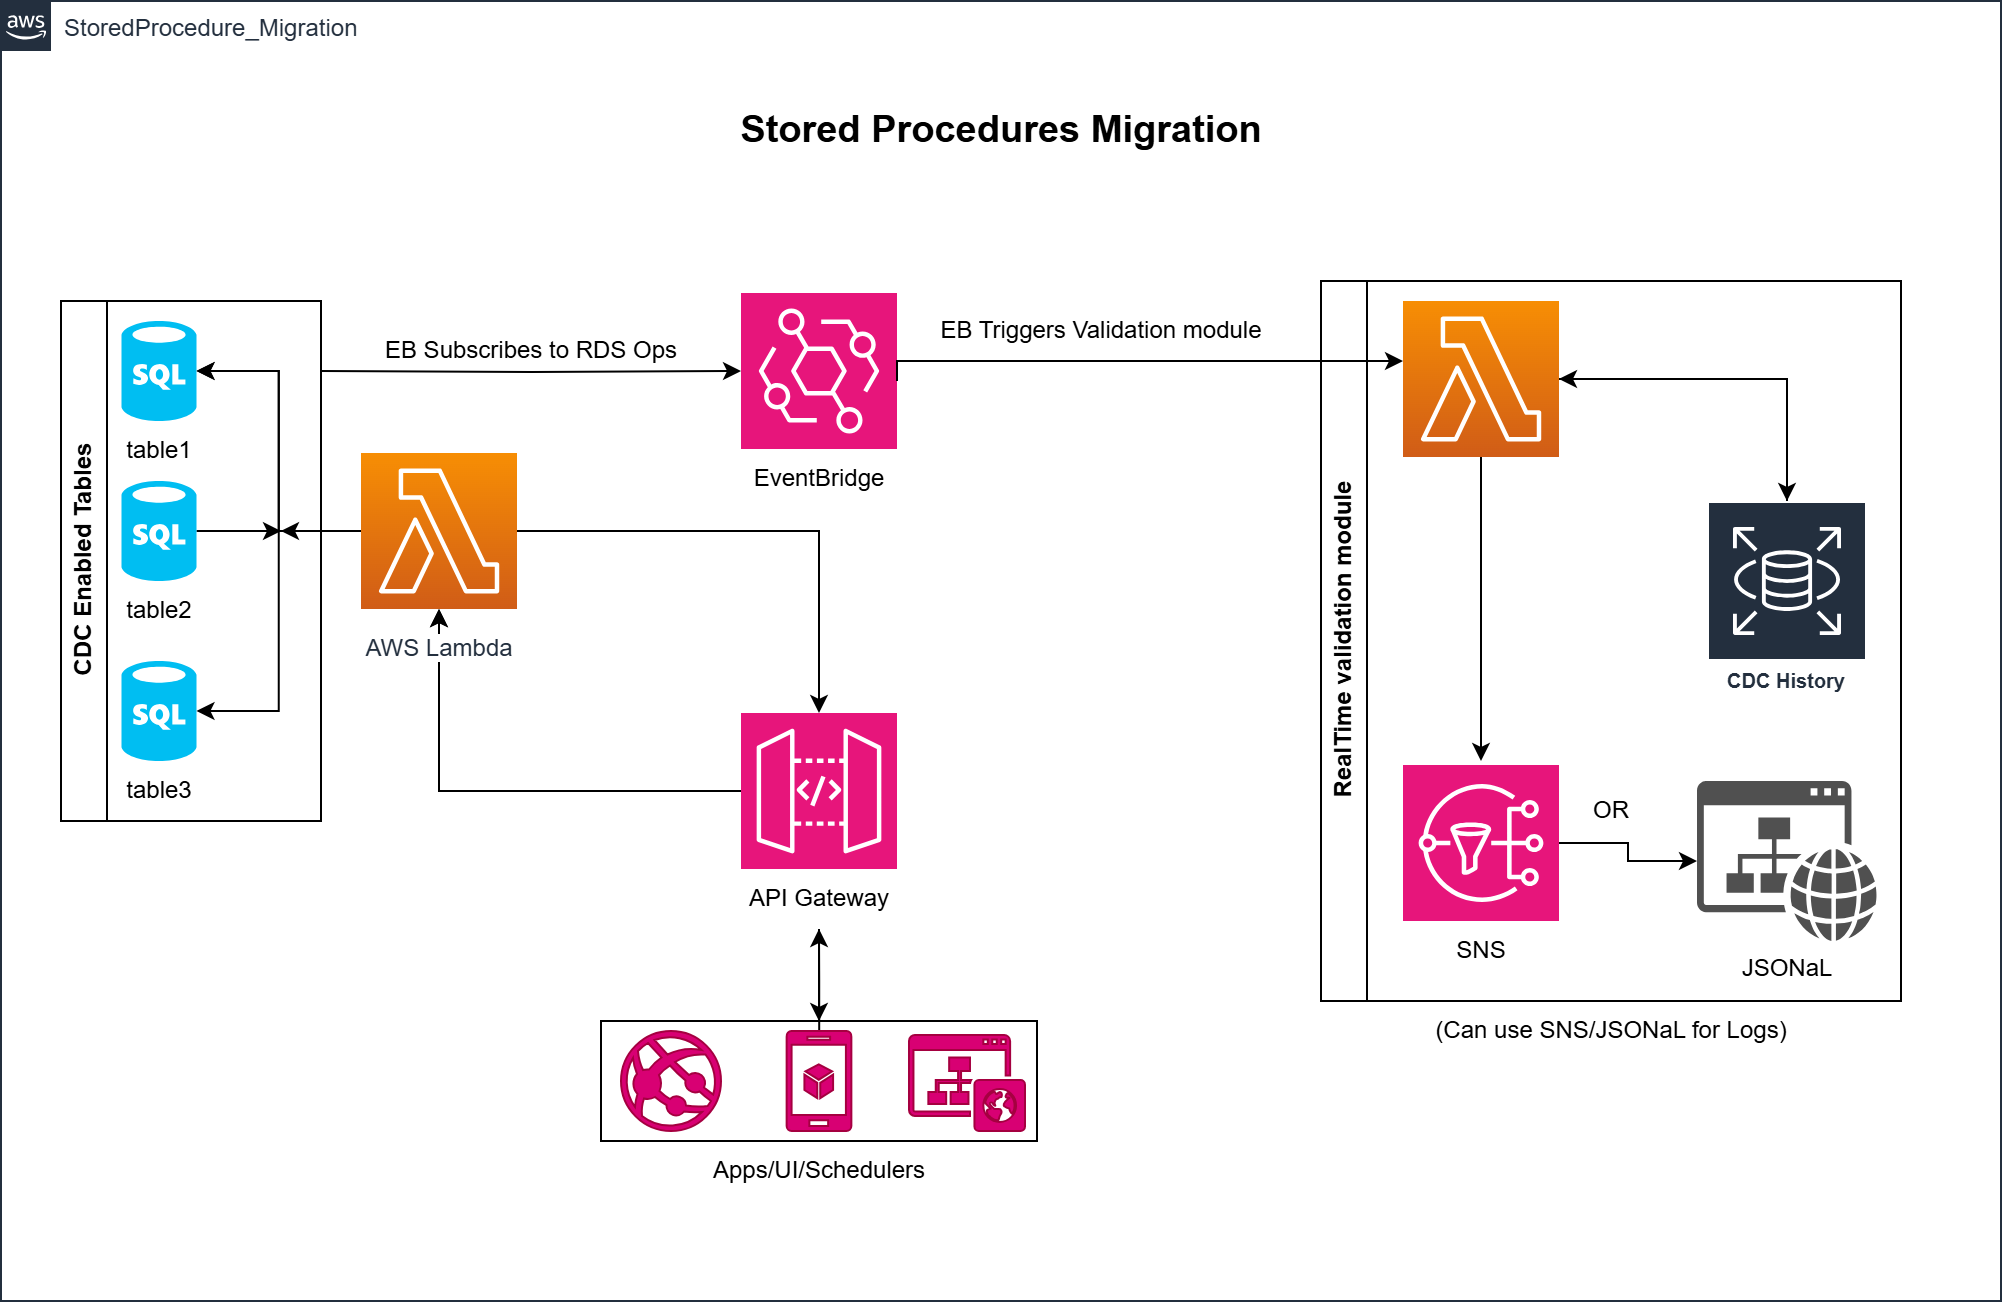 aws
StoredProcedure_Migration
Stored Procedures Migration
CDC Enabled Tables
SQL
table1
SQL
table2
SQL
table3
EB Subscribes to RDS Ops
AWS Lambda
EventBridge
EB Triggers Validation module
</>
API Gateway
Apps/UI/Schedulers
RealTime validation module
CDC History
SNS
OR
JSONaL
(Can use SNS/JSONaL for Logs)